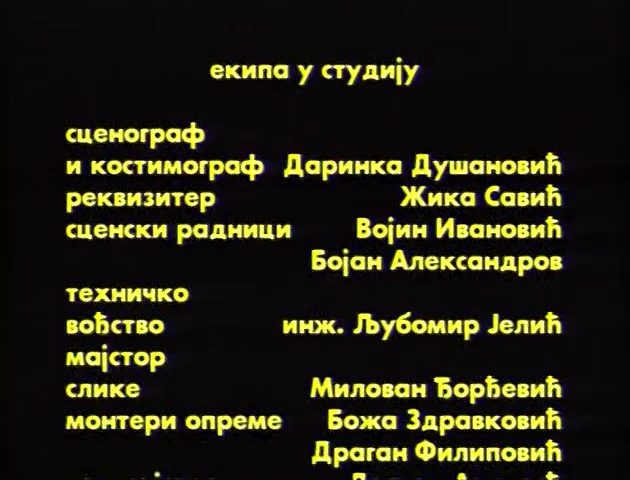 екипа у студију
сценограф
и костимограф Даринка Душановић
реквизитер Жика Савић
сценски радници Војин Ивановић
Бојан Александров
техничко
вођство инж. Љубомир Јелић
мајстор
слике Милован Ђорђевић
монтери опреме Божа Здравковић
Драган Филиповић